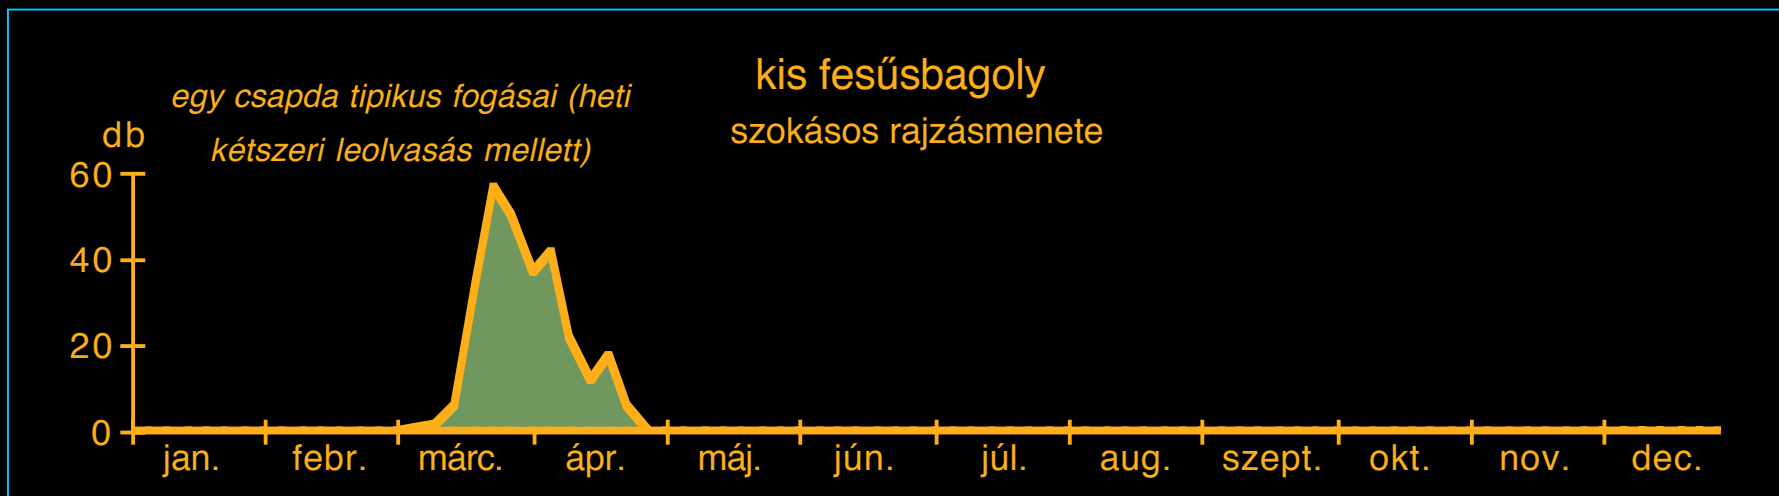 kis fesűsbagoly
szokásos rajzásmenete
egy csapda tipikus fogásai (heti
kétszeri leolvasás mellett)
db
60
40
20
0
jan. febr. márc. ápr. máj. jún. júl. aug. szept. okt. nov. dec.